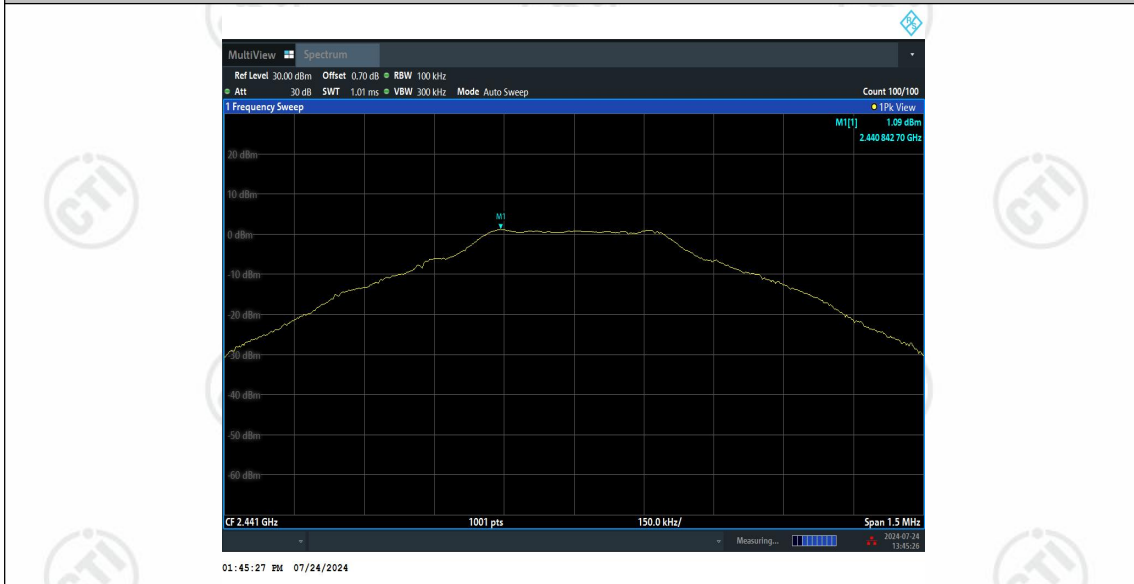 R S
MultiView Spectrum
Ref Level 30.00 dBm Offset 0.70 dB RBW 100 kHz
Att 30 dB SWT 1.01 ms VBW 300 kHz Mode Auto Sweep Count 100/100
1 Frequency Sweep 1Pk View
M1[1] 1.09 dBm
2.440 842 70 GHz
20 dBm
10 dBm
M1
0 dBm
-10 dBm
-20 dBm
-30 dBm
-40 dBm
-50 dBm
-60 dBm
CF 2.441 GHz 1001 pts 150.0 kHz/ Span 1.5 MHz
Measuring... 2024-07-24
13:45:26
01:45:27 PM 07/24/2024
CTI
CTI
CTI
CTI